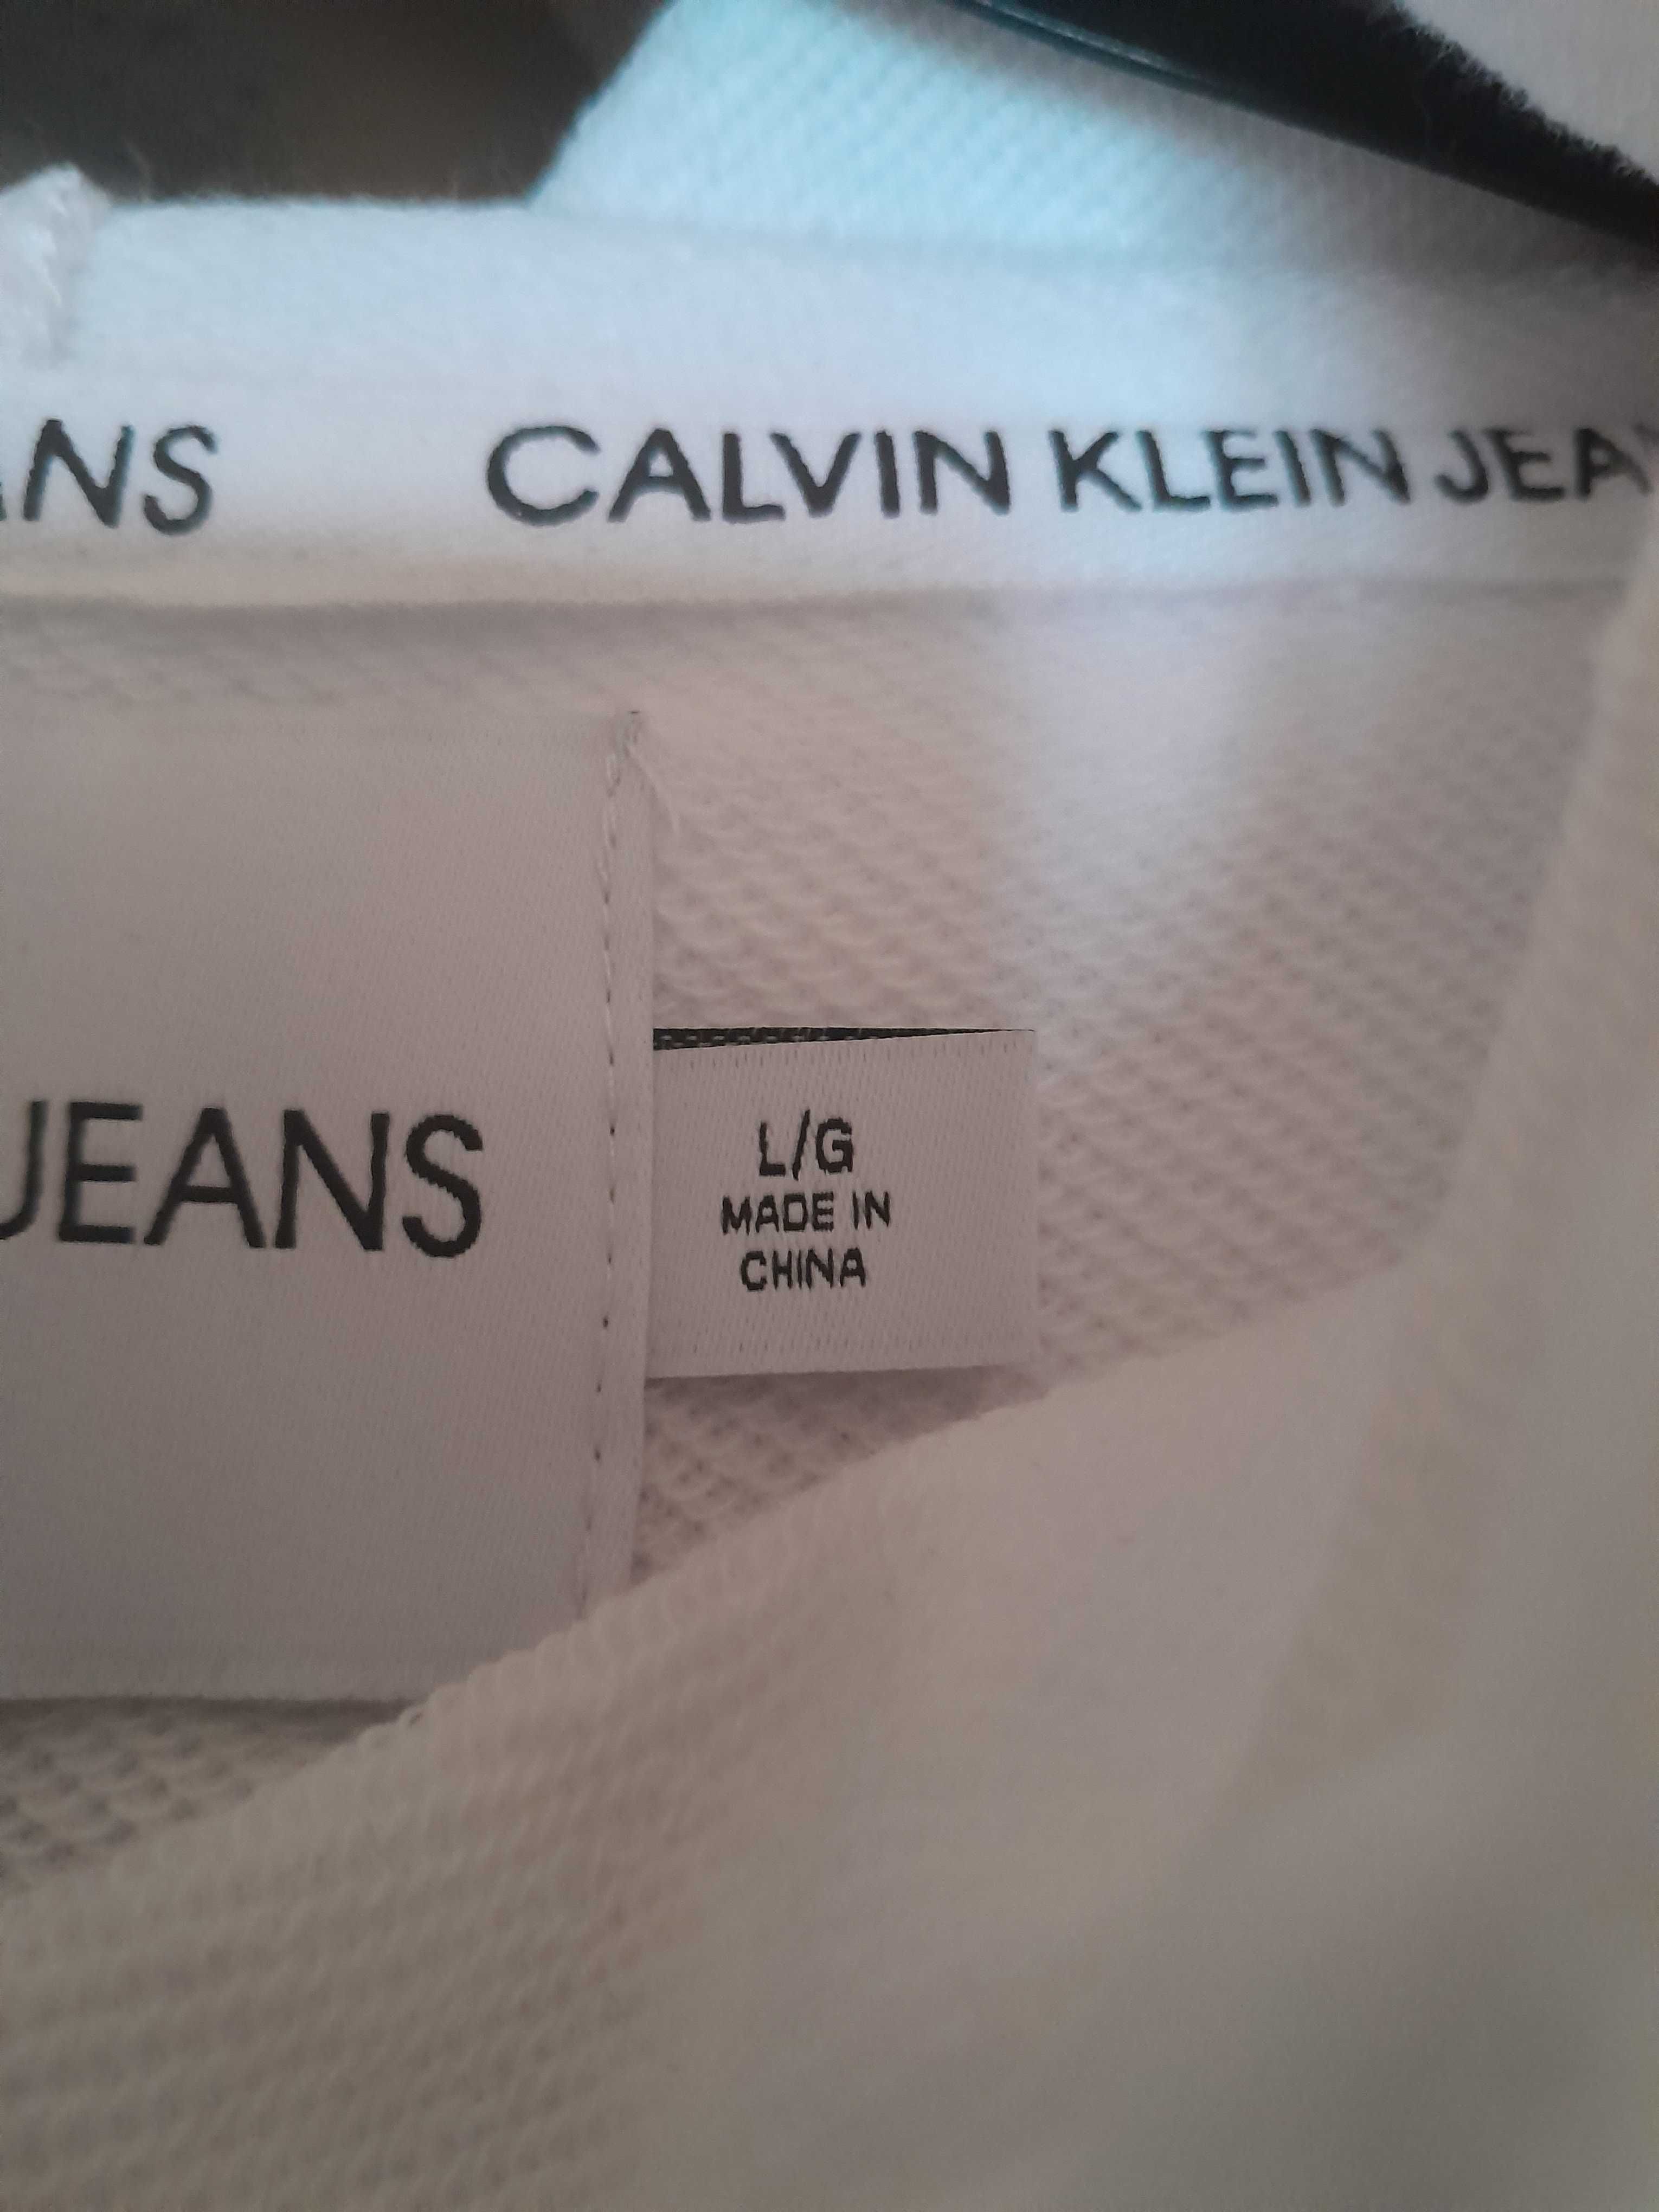 ANS CALVIN KLEIN JEA
JEANS
L/G
MADE IN
CHINA